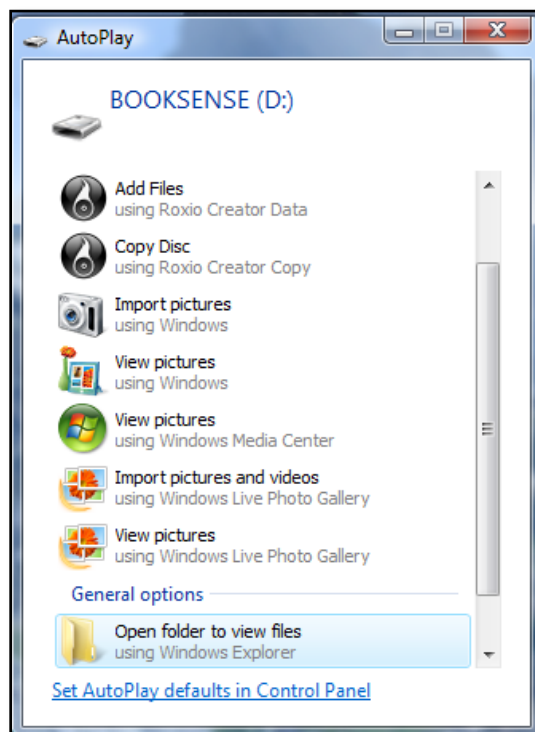 AutoPlay
BOOKSENSE (D:)
Add Files
using Roxio Creator Data
Copy Disc
using Roxio Creator Copy
Import pictures
using Windows
View pictures
using Windows
View pictures
using Windows Media Center
Import pictures and videos
using Windows Live Photo Gallery
View pictures
using Windows Live Photo Gallery
General options
Open folder to view files
using Windows Explorer
Set AutoPlay defaults in Control Panel